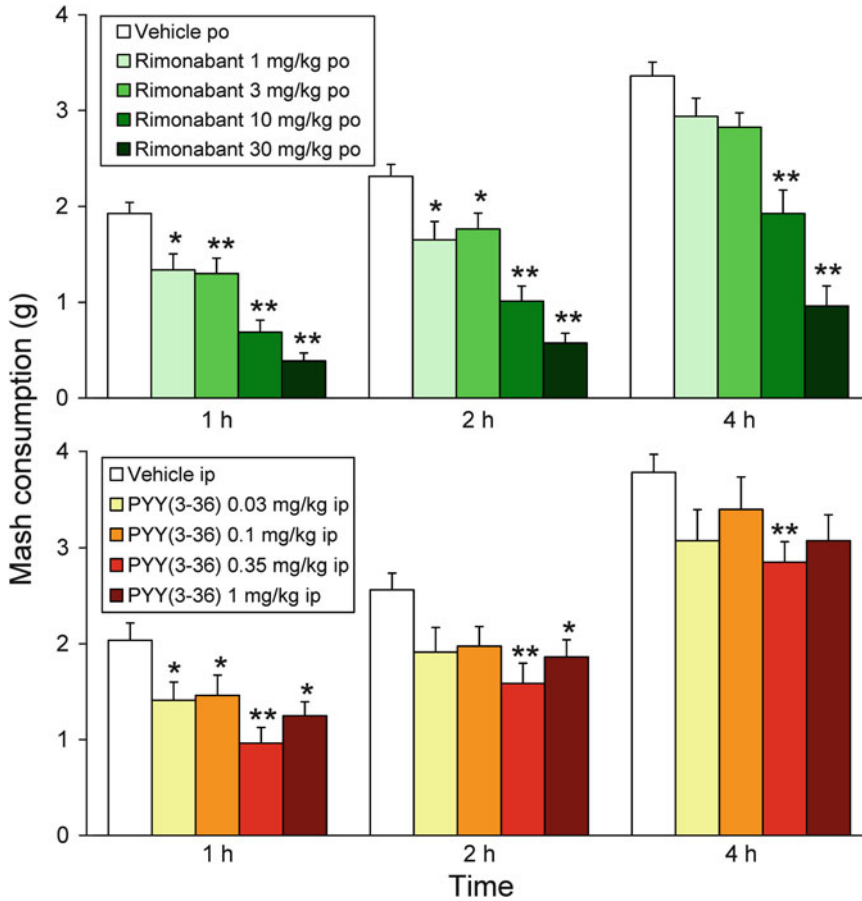 Mash consumption (g)
4
3
2
1
0
Vehicle po
Rimonabant 1 mg/kg po
Rimonabant 3 mg/kg po
Rimonabant 10 mg/kg po
Rimonabant 30 mg/kg po
*
**
**
**
*
*
**
**
**
**
1 h
2 h
4 h
4
3
2
1
0
Vehicle ip
PYY(3-36) 0.03 mg/kg ip
PYY(3-36) 0.1 mg/kg ip
PYY(3-36) 0.35 mg/kg ip
PYY(3-36) 1 mg/kg ip
*
*
**
*
**
*
**
1 h
2 h
4 h
Time